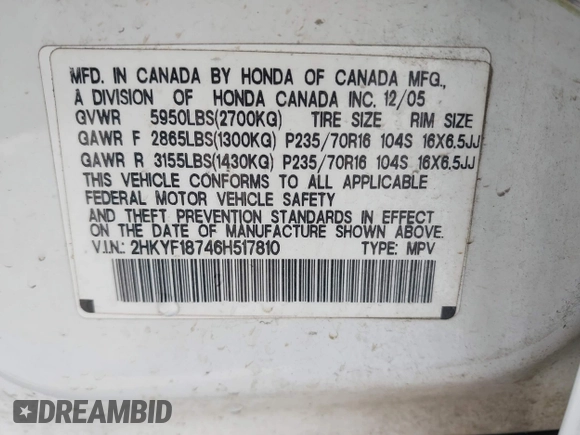 MFD. IN CANADA BY HONDA OF CANADA MFG.,
A DIVISION OF HONDA CANADA INC. 12/05
GVWR 5950LBS(2700KG) TIRE SIZE RIM SIZE
GAWR F 2865LBS(1300KG) P235/70R16 104S 16X6.5JJ
GAWR R 3155LBS(1430KG) P235/70R16 104S 16X6.5JJ
THIS VEHICLE CONFORMS TO ALL APPLICABLE
FEDERAL MOTOR VEHICLE SAFETY
AND THEFT PREVENTION STANDARDS IN EFFECT
ON THE DATE OF MANUFACTURE SHOWN ABOVE.
V.I.N.: 2HKYF18746H517810 TYPE: MPV
DREAMBID